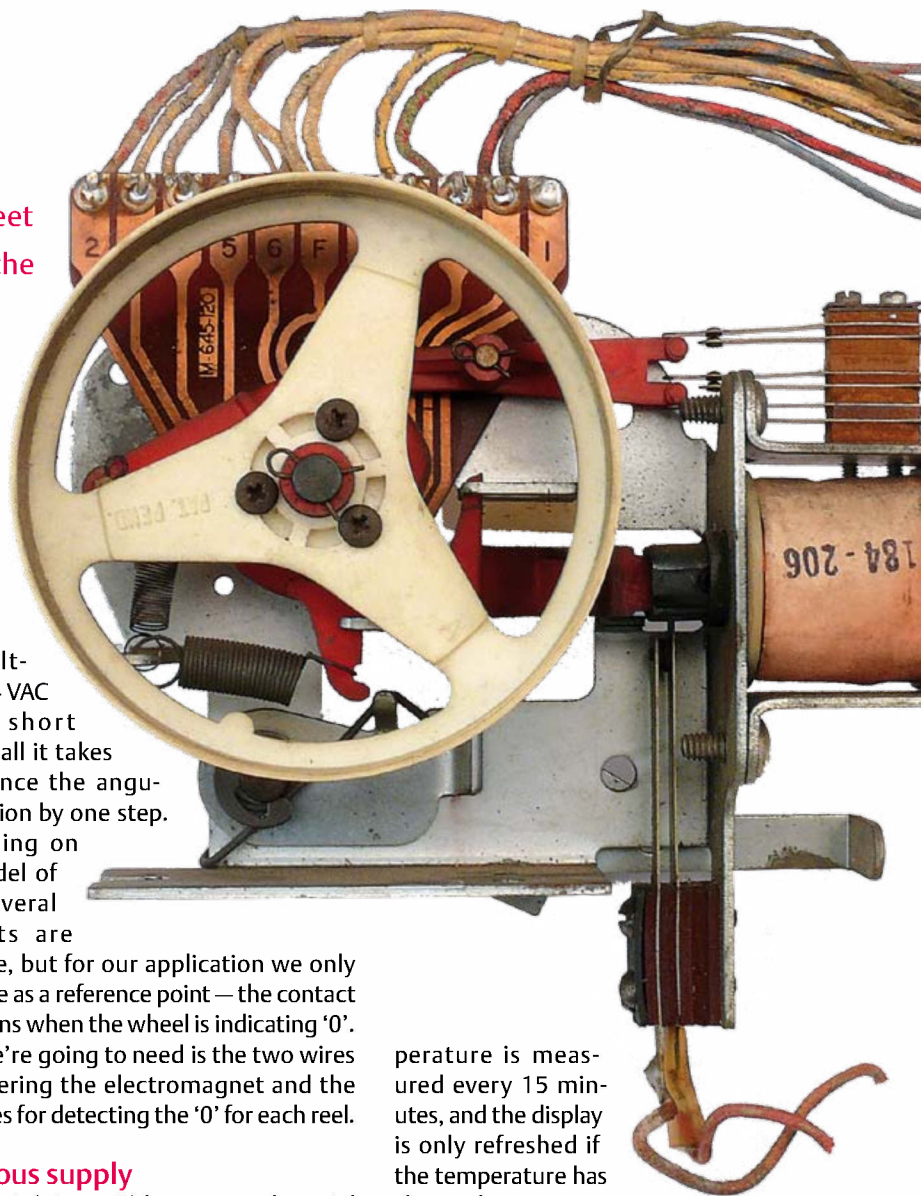 eet
the
2 5 6 F 1
M-645-120
PAT. PEND.
184-206
lt-
VAC
short
all it takes
nce the angu-
ion by one step.
ing on
del of
veral
ts are
e, but for our application we only
e as a reference point — the contact
ns when the wheel is indicating ‘0’.
e’re going to need is the two wires
ering the electromagnet and the
es for detecting the ‘0’ for each reel.
ous supply
perature is meas-
ured every 15 min-
utes, and the display
is only refreshed if
the temperature has